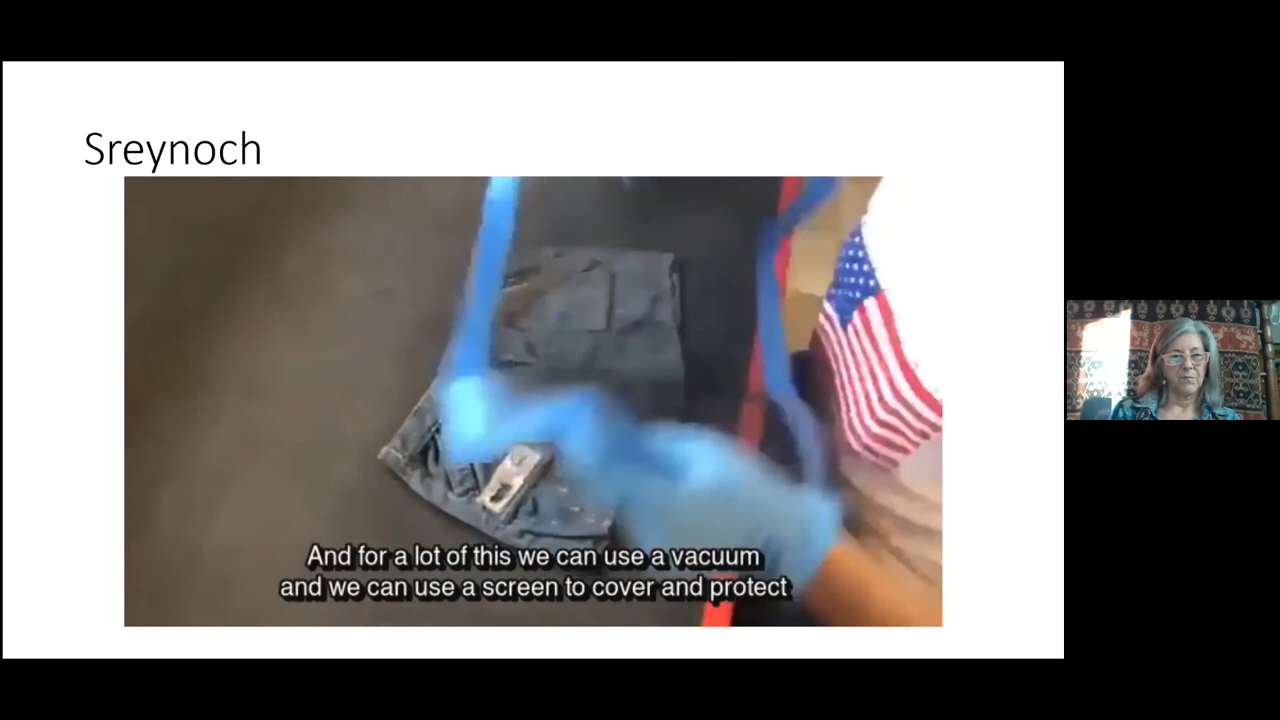 Sreynoch
And for a lot of this we can use a vacuum
and we can use a screen to cover and protect